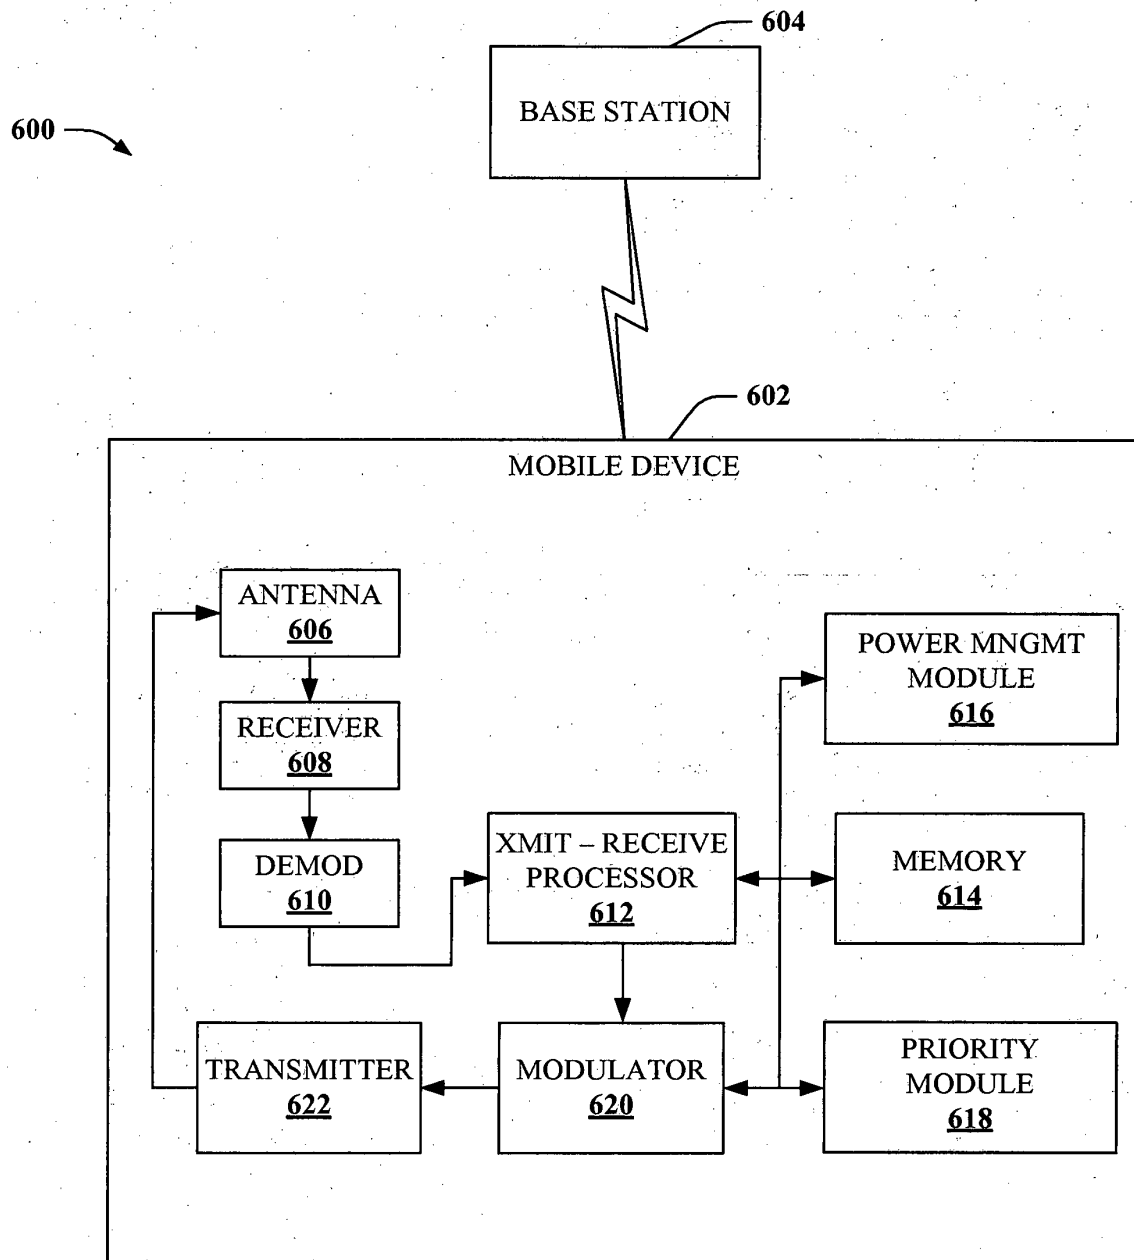 604
BASE STATION
600
602
MOBILE DEVICE
ANTENNA
606
RECEIVER
608
DEMOD
610
XMIT – RECEIVE
PROCESSOR
612
POWER MNGMT
MODULE
616
MEMORY
614
TRANSMITTER
622
MODULATOR
620
PRIORITY
MODULE
618